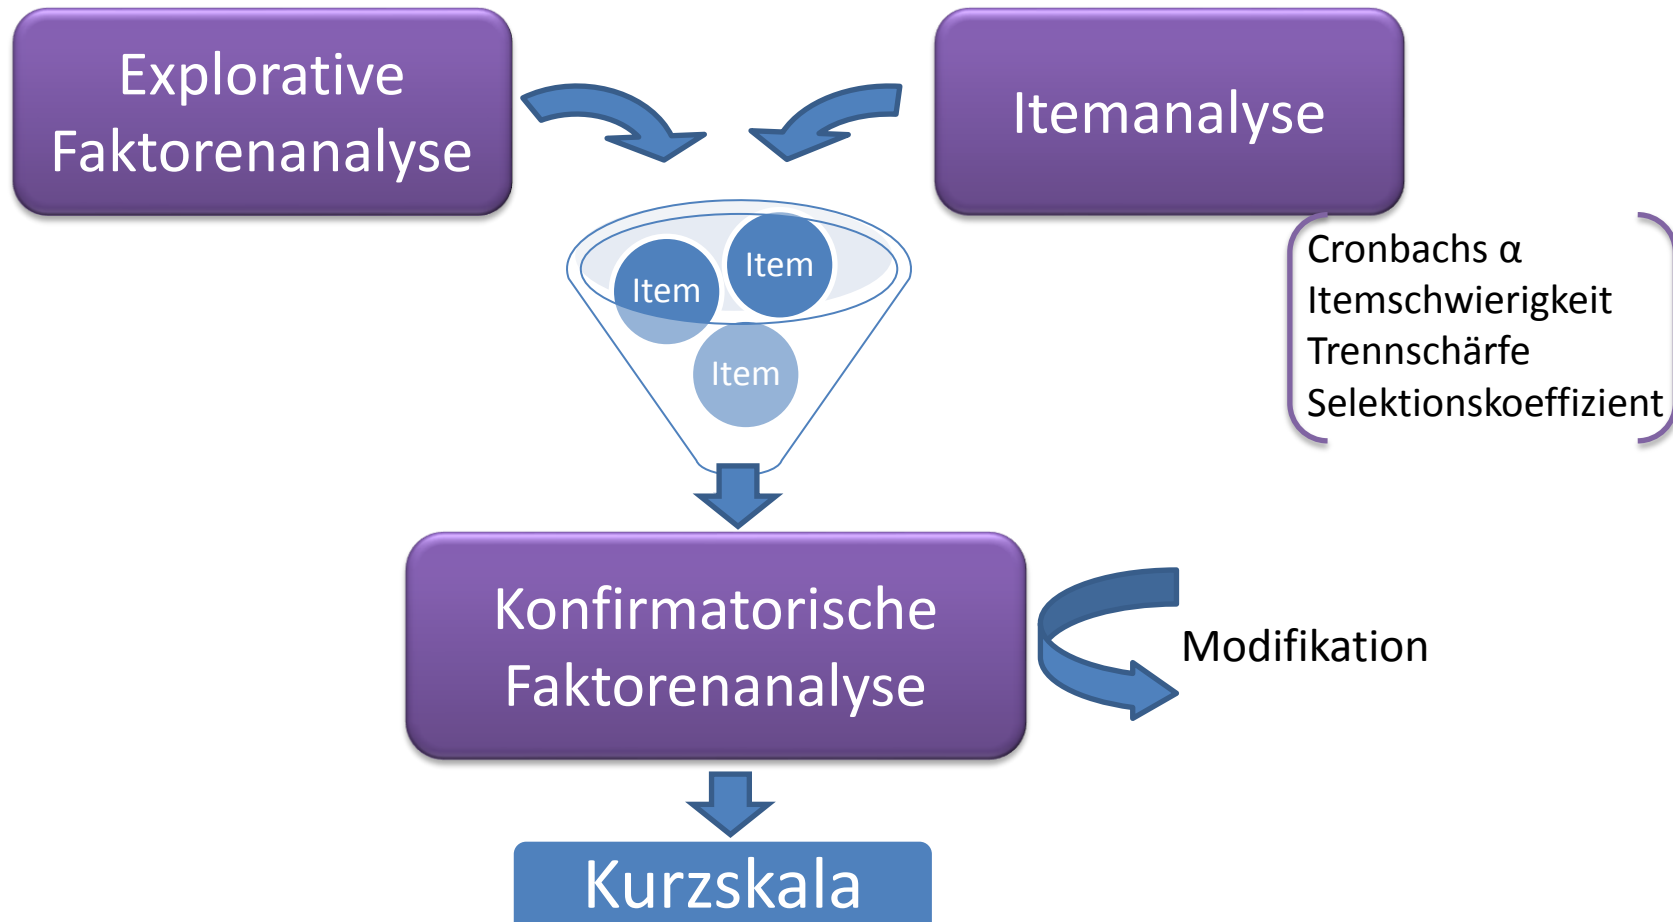 Explorative
Faktorenanalyse
Itemanalyse
Cronbachs α
Itemschwierigkeit
Trennschärfe
Selektionskoeffizient
Item
Item
Item
Konfirmatorische
Faktorenanalyse
Modifikation
Kurzskala